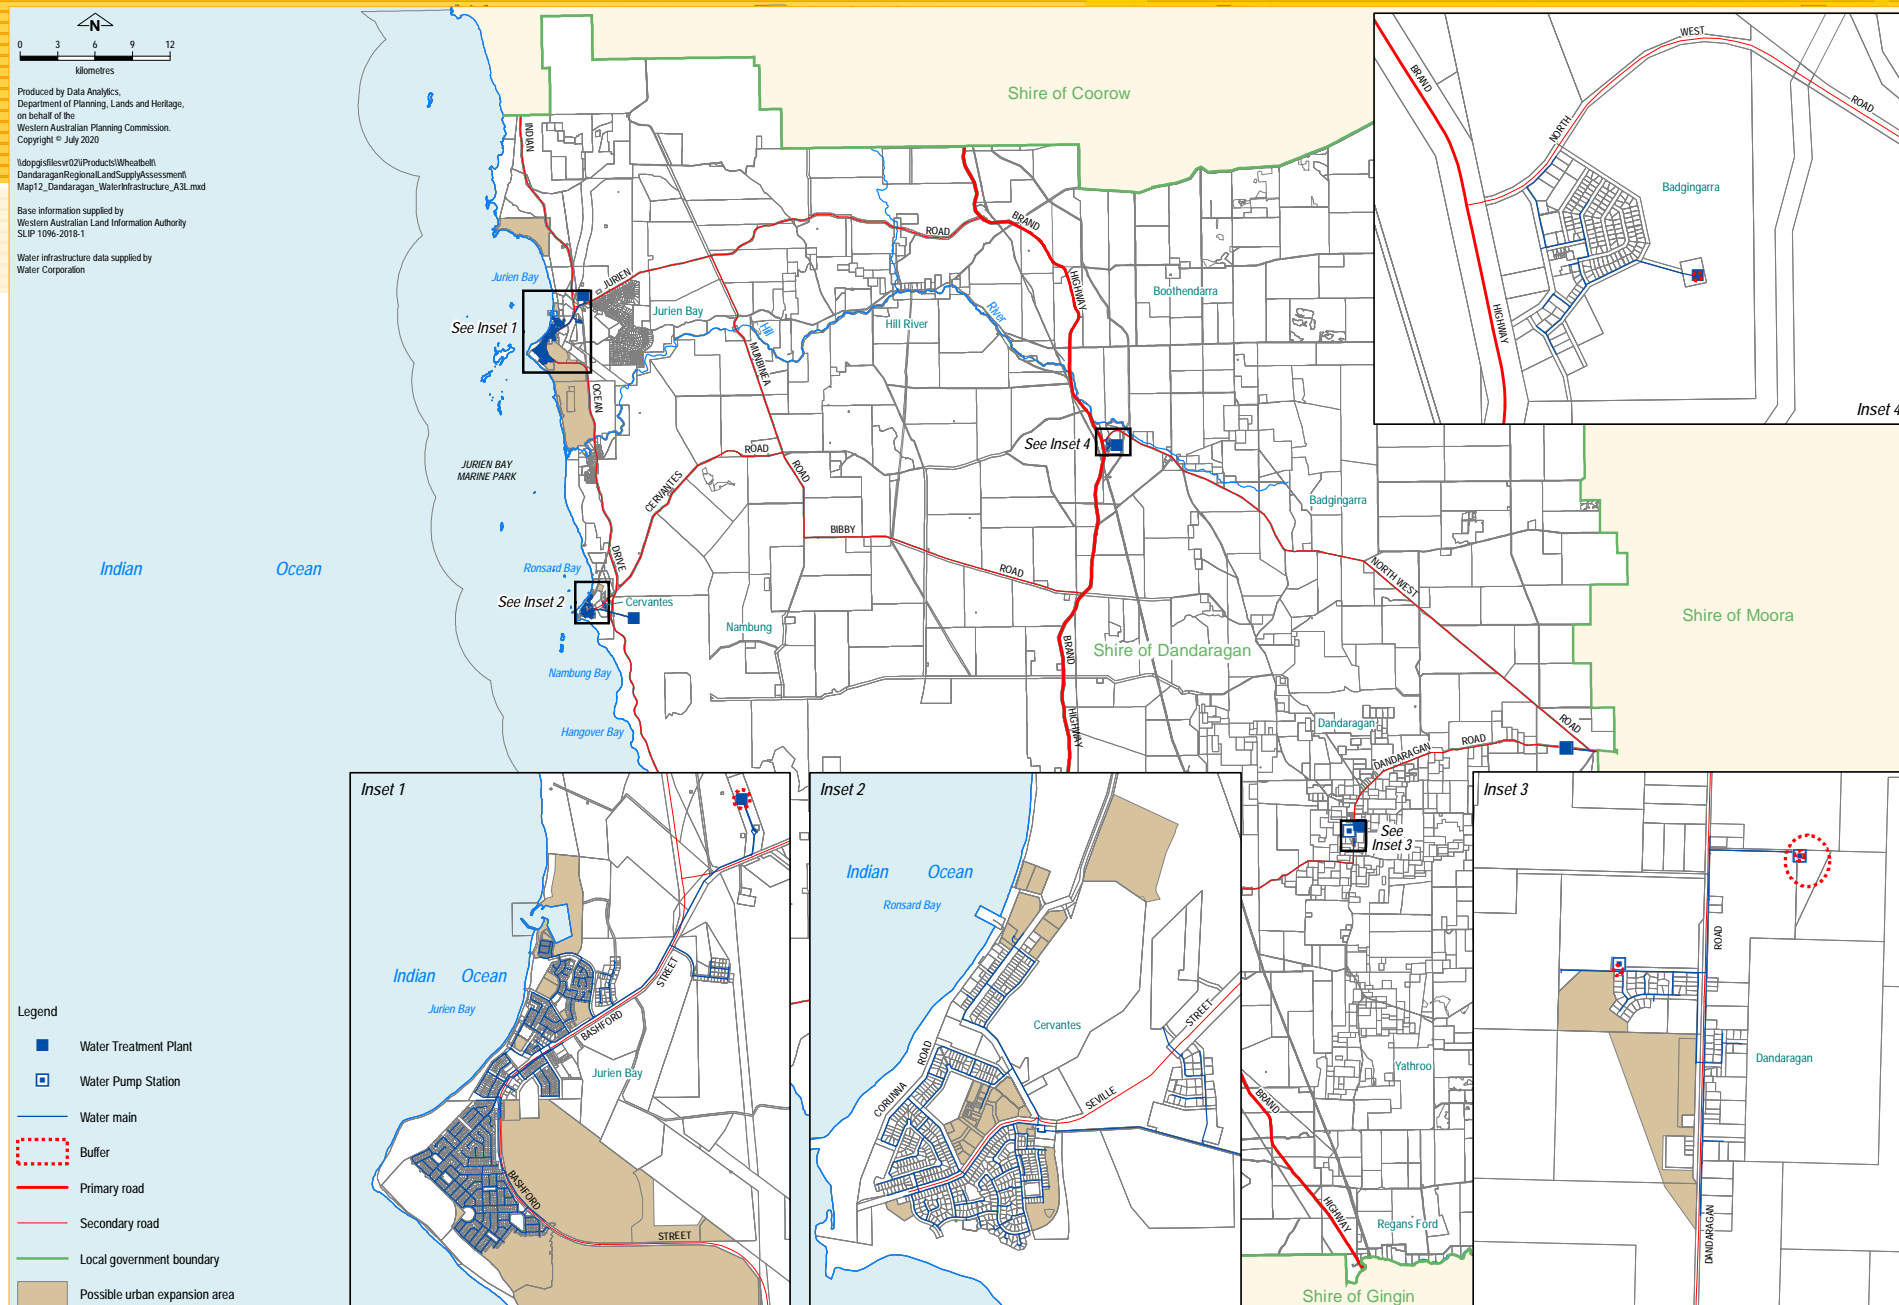 N
0 3 6 9 12
kilometres
Produced by Data Analytics,
Department of Planning, Lands and Heritage,
on behalf of the
Western Australian Planning Commission.
Copyright © July 2020
\\dopgisfilesvr02\iProducts\Wheatbelt\
DandaraganRegionalLandSupplyAssessment\
Map12_Dandaragan_WaterInfrastructure_A3L.mxd
Base information supplied by
Western Australian Land Information Authority
SLIP 1096-2018-1
Water infrastructure data supplied by
Water Corporation
Shire of Coorow
INDIAN
ROAD
BRAND
HIGHWAY
Jurien Bay
JURIEN
See Inset 1
Jurien Bay
Hill
Hill River
River
Boothendarra
MUNBINEA
OCEAN
See Inset 4
JURIEN BAY
MARINE PARK
ROAD
ROAD
CERVANTES
Badgingarra
BIBBY
ROAD
DRIVE
Indian Ocean
Ronsard Bay
NORTH WEST
See Inset 2
Cervantes
Nambung
Shire of Moora
BRAND
Shire of Dandaragan
Nambung Bay
HIGHWAY
Hangover Bay
Dandaragan
ROAD
DANDARAGAN
ROAD
See
Inset 3
Yathroo
BRAND
HIGHWAY
Regans Ford
Shire of Gingin
WEST
BRAND
ROAD
NORTH
Badgingarra
HIGHWAY
Inset 4
Inset 1
Indian Ocean
Jurien Bay
STREET
BASHFORD
Jurien Bay
BASHFORD
STREET
Inset 2
Indian Ocean
Ronsard Bay
Cervantes
STREET
ROAD
CORUNNA
SEVILLE
Inset 3
ROAD
Dandaragan
DANDARAGAN
Legend
Water Treatment Plant
Water Pump Station
Water main
Buffer
Primary road
Secondary road
Local government boundary
Possible urban expansion area